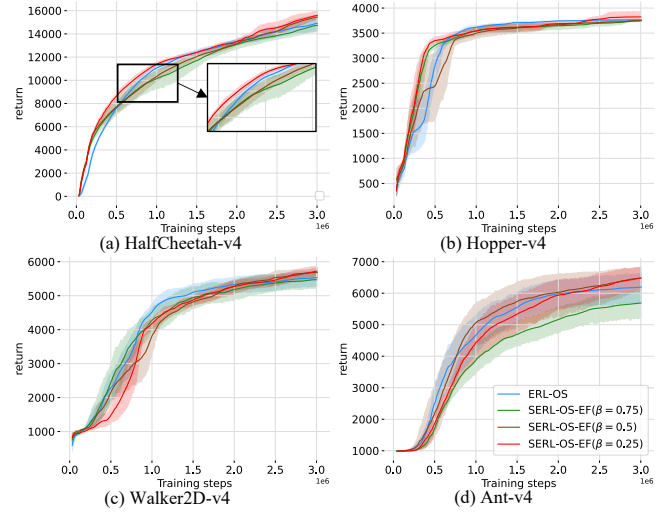 16000
14000
12000
10000
8000
6000
4000
2000
0
return
0.0 0.5 1.0 1.5 2.0 2.5 3.0
Training steps
1e6
(a) HalfCheetah-v4
4000
3500
3000
2500
2000
1500
1000
500
return
0.0 0.5 1.0 1.5 2.0 2.5 3.0
Training steps
1e6
(b) Hopper-v4
6000
5000
4000
3000
2000
1000
return
0.0 0.5 1.0 1.5 2.0 2.5 3.0
Training steps
1e6
(c) Walker2D-v4
7000
6000
5000
4000
3000
2000
1000
return
ERL-OS
SERL-OS-EF(β = 0.75)
SERL-OS-EF(β = 0.5)
SERL-OS-EF(β = 0.25)
0.0 0.5 1.0 1.5 2.0 2.5 3.0
Training steps
1e6
(d) Ant-v4